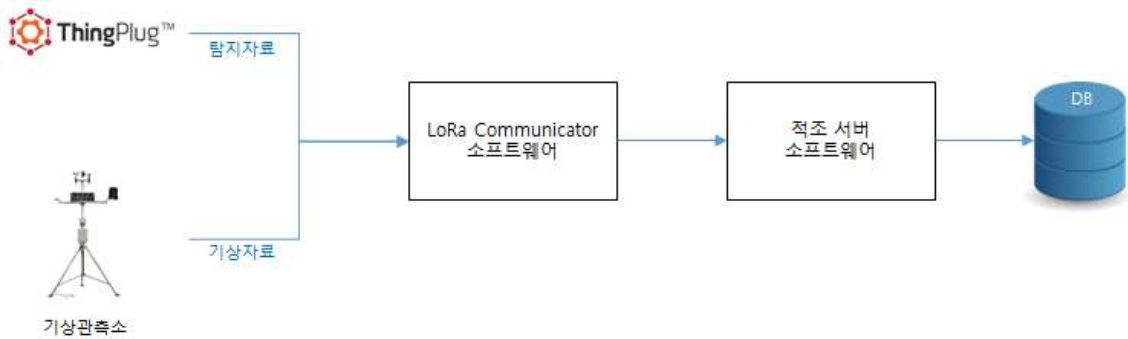 ThingPlug™
탐지자료
LoRa Communicator
소프트웨어
적조 서버
소프트웨어
DB
기상자료
기상관측소